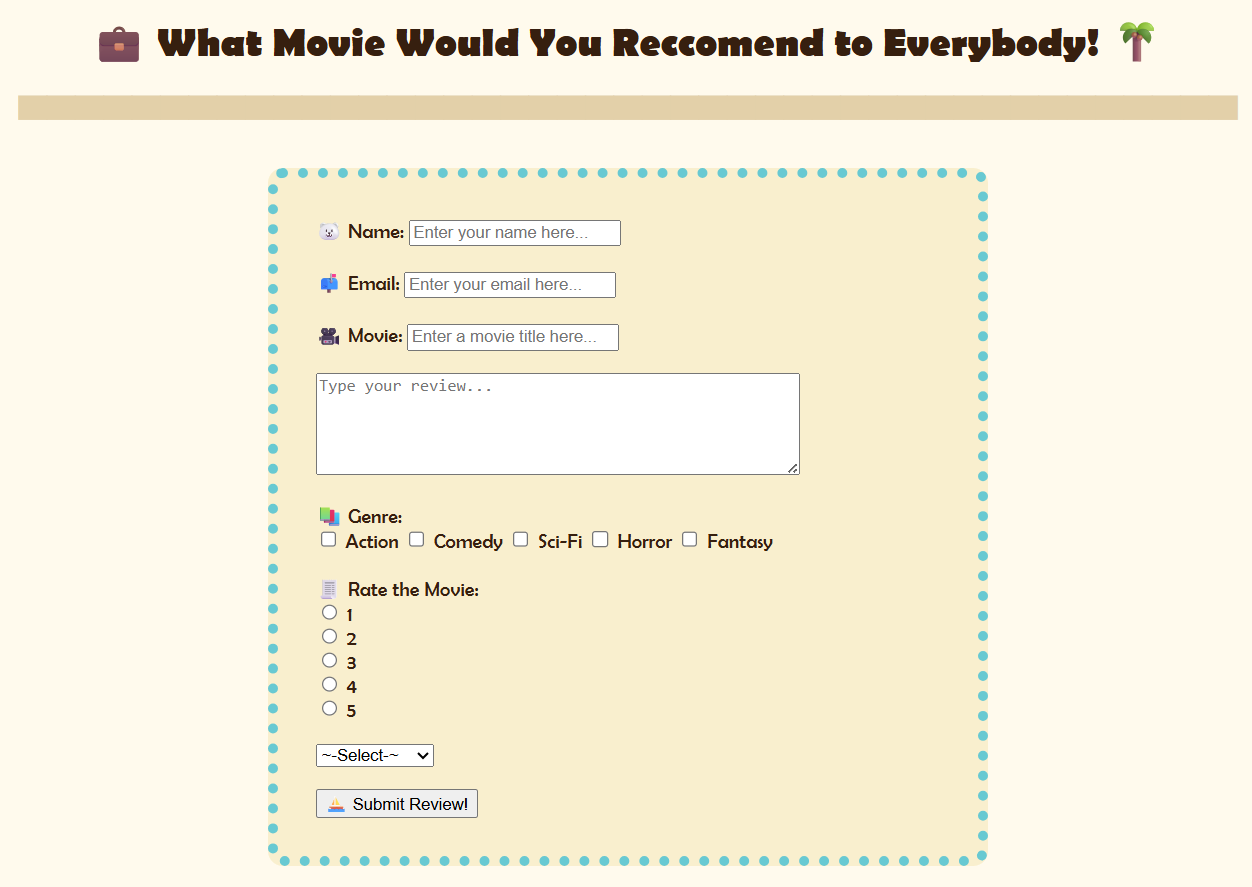 What Movie Would You Reccomend to Everybody!
Name: Enter your name here...
Email: Enter your email here...
Movie: Enter a movie title here...
Type your review...
Genre:
Action Comedy Sci-Fi Horror Fantasy
Rate the Movie:
1
2
3
4
5
~-Select-~
Submit Review!